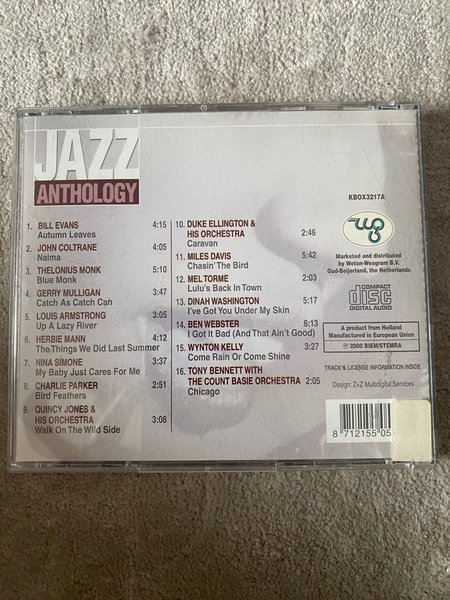 JAZZ
ANTHOLOGY
1. BILL EVANS 4:15
Autumn Leaves
2. JOHN COLTRANE 4:05
Naima
3. THELONIUS MONK 5:10
Blue Monk
4. GERRY MULLIGAN 3:47
Catch As Catch Can
5. LOUIS ARMSTRONG 3:05
Up A Lazy River
6. HERBIE MANN 4:12
The Things We Did Last Summer
7. NINA SIMONE 3:37
My Baby Just Cares For Me
8. CHARLIE PARKER 2:51
Bird Feathers
9. QUINCY JONES &
HIS ORCHESTRA 3:08
Walk On The Wild Side
10. DUKE ELLINGTON &
HIS ORCHESTRA 2:46
Caravan
11. MILES DAVIS 5:42
Chasin' The Bird
12. MEL TORME 2:03
Lulu's Back In Town
13. DINAH WASHINGTON 5:17
I've Got You Under My Skin
14. BEN WEBSTER 6:13
I Got It Bad (And That Ain't Good)
15. WYNTON KELLY 3:27
Come Rain Or Come Shine
16. TONY BENNETT WITH
THE COUNT BASIE ORCHESTRA 2:05
Chicago
KBOX3217A
wg
Marketed and distributed
by Weton-Wesgram B.V.
Oud-Beijerland, the Netherlands
COMPACT
disc
DIGITAL AUDIO
A product from Holland
Manufactured in European Union
℗ 2000 BIEM/STEMRA
TRACK'S LICENSE INFORMATION INSIDE
Design: Z+Z Multidigital Services
8 712155 05